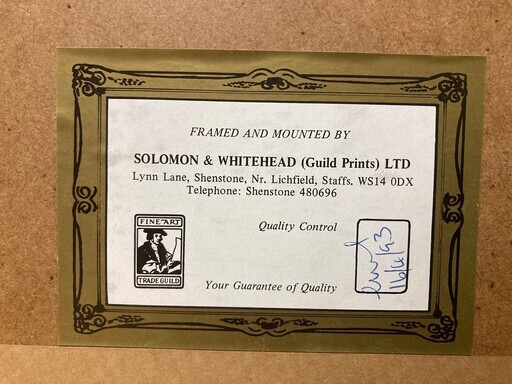 FRAMED AND MOUNTED BY
SOLOMON & WHITEHEAD (Guild Prints) LTD
Lynn Lane, Shenstone, Nr. Lichfield, Staffs. WS14 0DX
Telephone: Shenstone 480696
Quality Control
FINE ART
TRADE GUILD
Your Guarantee of Quality